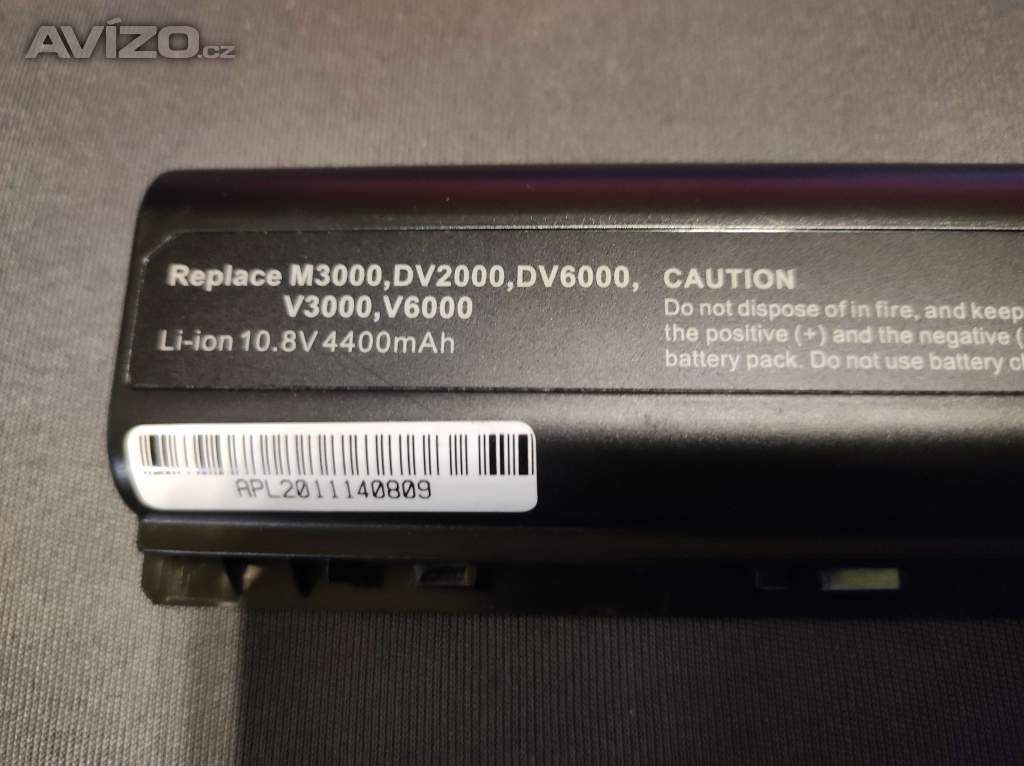 AVÍZO.cz
Replace M3000,DV2000,DV6000,
V3000,V6000
Li-ion 10.8V 4400mAh
CAUTION
Do not dispose of in fire, and keep
the positive (+) and the negative (
battery pack. Do not use battery
APL2011140809